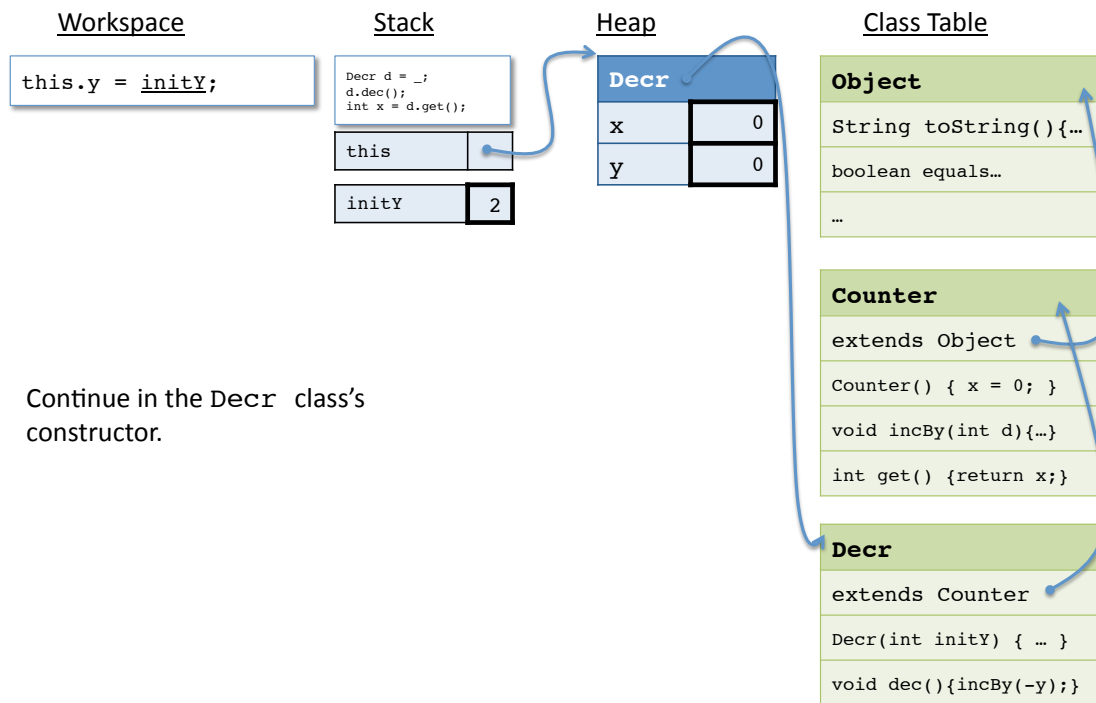 Workspace
Stack
Heap
Class Table
this.y = initY;
Decr d = _;
d.dec();
int x = d.get();
this
initY 2
Decr
x 0
y 0
Object
String toString(){…
boolean equals…
…
Counter
extends Object
Counter() { x = 0; }
void incBy(int d){…}
int get() {return x;}
Decr
extends Counter
Decr(int initY) { … }
void dec(){incBy(-y);}
Continue in the Decr class’s
constructor.